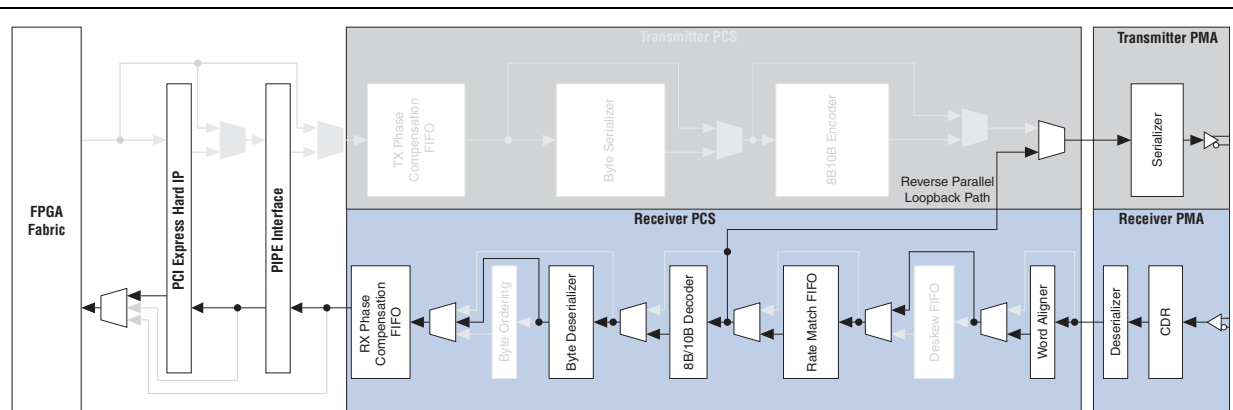 Transmitter PCS
Transmitter PMA
FPGA
Fabric
PCI Express Hard IP
PIPE Interface
TX Phase
Compensation
FIFO
Byte Serializer
8B10B Encoder
Serializer
Reverse Parallel
Loopback Path
Receiver PCS
Receiver PMA
RX Phase
Compensation
FIFO
Byte Ordering
Byte Deserializer
8B/10B Decoder
Rate Match FIFO
Deskew FIFO
Word Aligner
Deserializer
CDR